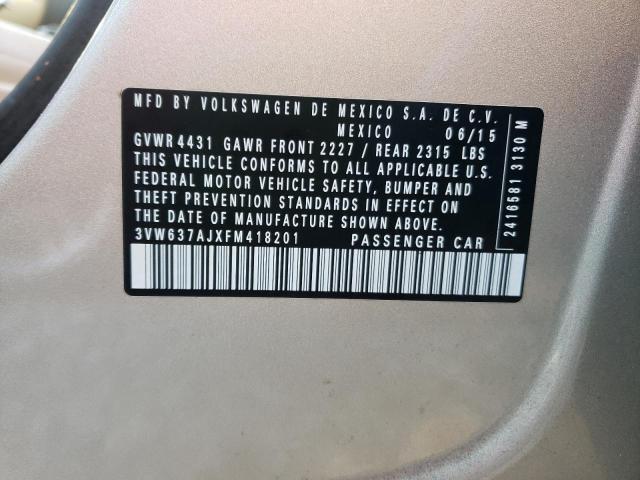 MFD BY VOLKSWAGEN DE MEXICO S.A. DE C.V.
MEXICO 06/15
GVWR 4431 GAWR FRONT 2227 / REAR 2315 LBS
THIS VEHICLE CONFORMS TO ALL APPLICABLE U.S.
FEDERAL MOTOR VEHICLE SAFETY, BUMPER AND
THEFT PREVENTION STANDARDS IN EFFECT ON
THE DATE OF MANUFACTURE SHOWN ABOVE.
3VW637AJXFM418201 PASSENGER CAR
2416581 3130 M